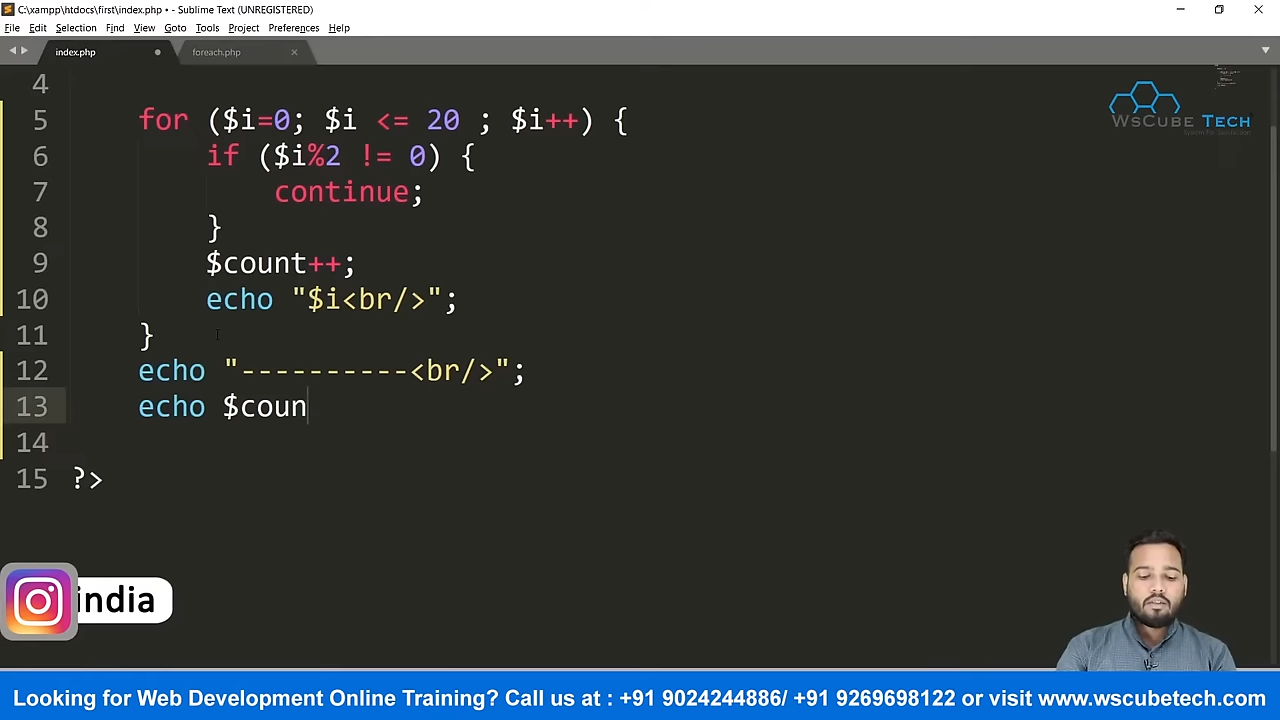 C:\xampp\htdocs\first\index.php • - Sublime Text (UNREGISTERED)
File Edit Selection Find View Goto Tools Project Preferences Help
index.php foreach.php
4
5 for ($i=0; $i <= 20 ; $i++) {
6 if ($i%2 != 0) {
7 continue;
8 }
9 $count++;
10 echo "$i<br/>";
11 }
12 echo "----------<br/>";
13 echo $coun
14
15 ?>
WsCube Tech
india
Looking for Web Development Online Training? Call us at : +91 9024244886/ +91 9269698122 or visit www.wscubetech.com